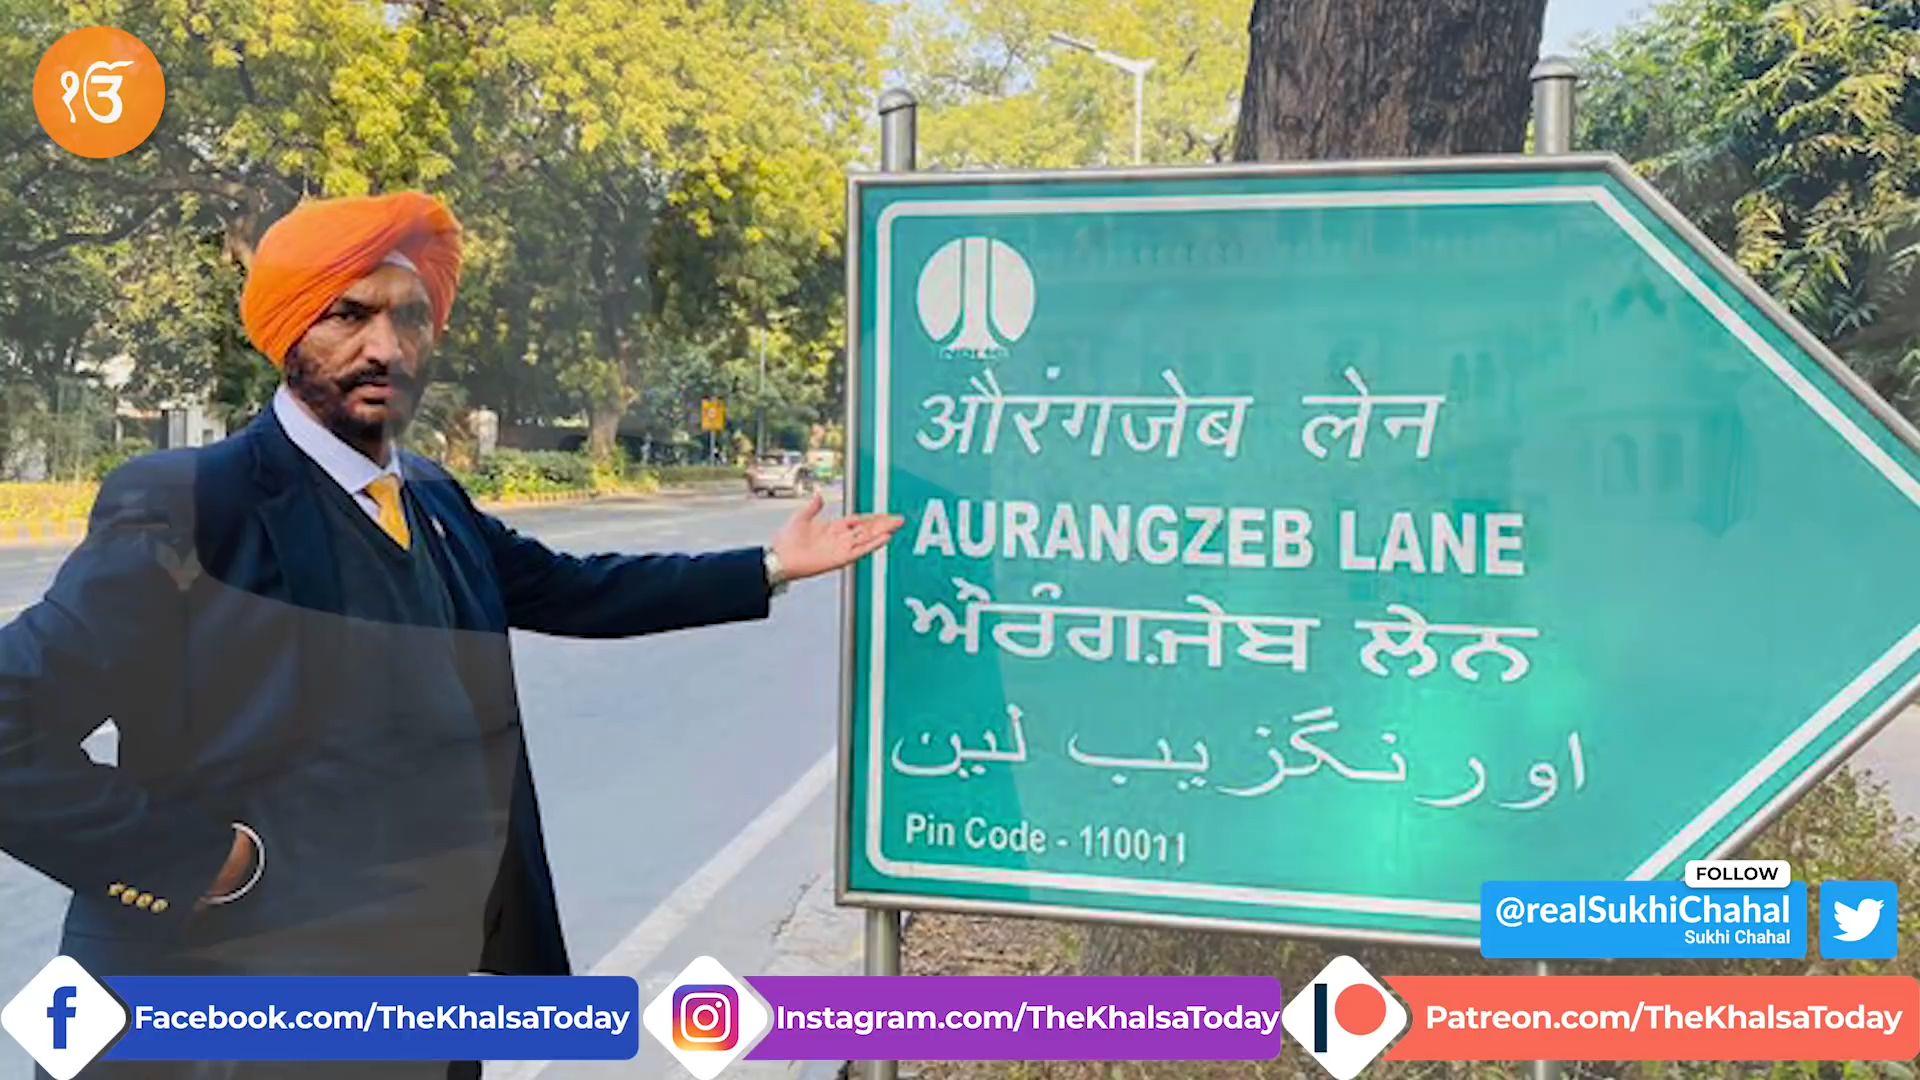 ੴ
NDMC
औरंगजेब लेन
AURANGZEB LANE
ਔਰੰਗਜ਼ੇਬ ਲੇਨ
اورنگزیب لین
Pin Code - 110011
FOLLOW
@realSukhiChahal
Sukhi Chahal
Facebook.com/TheKhalsaToday
Instagram.com/TheKhalsaToday
Patreon.com/TheKhalsaToday